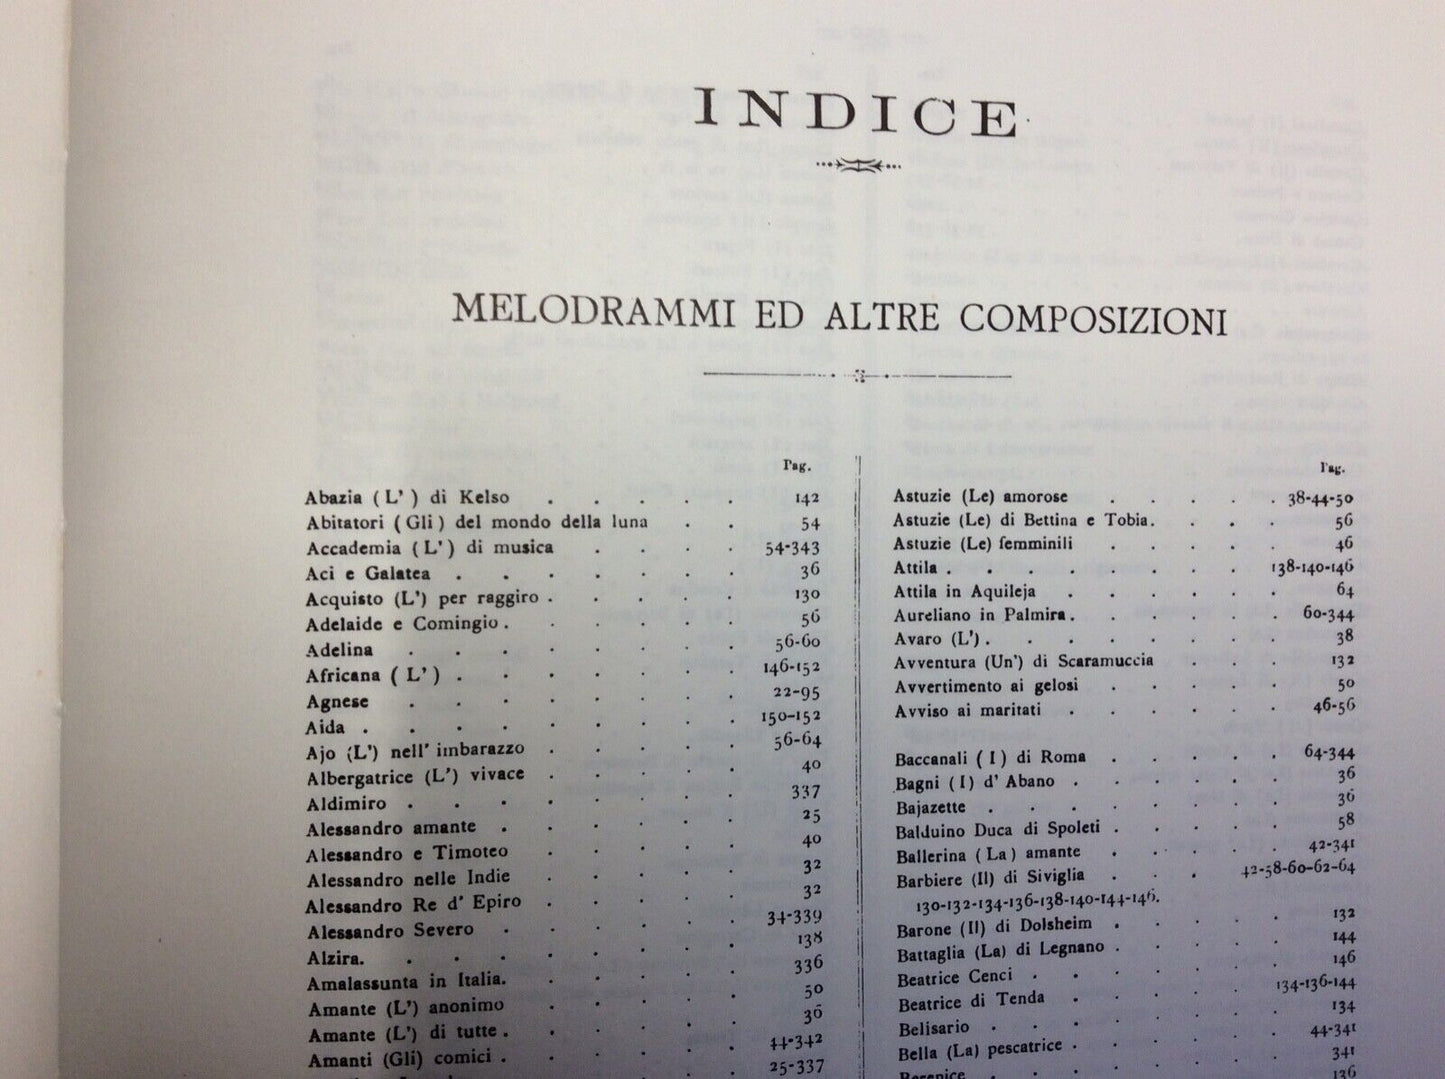 INDICE
MELODRAMMI ED ALTRE COMPOSIZIONI
Pag.
Abazia (L') di Kelso . . . . . 142
Abitatori (Gli) del mondo della luna . . 54
Accademia (L') di musica . . . . 54-343
Aci e Galatea . . . . . . . 36
Acquisto (L') per raggiro . . . . . 130
Adelaide e Comingio . . . . . . 56
Adelina . . . . . . . . 56-60
Africana (L') . . . . . . . 146-152
Agnese . . . . . . . . 22-95
Aida . . . . . . . . . 150-152
Ajo (L') nell' imbarazzo . . . . . 56-64
Albergatrice (L') vivace . . . . . 40
Aldimiro . . . . . . . . 337
Alessandro amante . . . . . . 25
Alessandro e Timoteo . . . . . 40
Alessandro nelle Indie . . . . . 32
Alessandro Re d' Epiro . . . . . 32
Alessandro Severo . . . . . . 34-339
Alzira. . . . . . . . . 138
Amalassunta in Italia. . . . . . 336
Amante (L') anonimo . . . . . 50
Amante (L') di tutte . . . . . . 36
Amanti (Gli) comici . . . . . . 44-342
25-337
Pag.
Astuzie (Le) amorose . . . . . 38-44-50
Astuzie (Le) di Bettina e Tobia. . . . 56
Astuzie (Le) femminili . . . . . 46
Attila . . . . . . . . 138-140-146
Attila in Aquileja . . . . . . 64
Aureliano in Palmira. . . . . . 60-344
Avaro (L'). . . . . . . . 38
Avventura (Un') di Scaramuccia . . . 132
Avvertimento ai gelosi . . . . . 50
Avviso ai maritati . . . . . . 46-56
Baccanali (I) di Roma . . . . . 64-344
Bagni (I) d' Abano . . . . . . 36
Bajazette . . . . . . . . 36
Balduino Duca di Spoleti . . . . . 58
Ballerina (La) amante . . . . . 42-341
Barbiere (Il) di Siviglia . . . 42-58-60-62-64
130-132-134-136-138-140-144-146.
Barone (Il) di Dolsheim . . . . . 132
Battaglia (La) di Legnano . . . . . 144
Beatrice Cenci . . . . . . . 146
Beatrice di Tenda . . . . . . 134-136-144
Belisario . . . . . . . . 134
Bella (La) pescatrice . . . . . . 44-341
Berenice . . . . . . . . 341
136